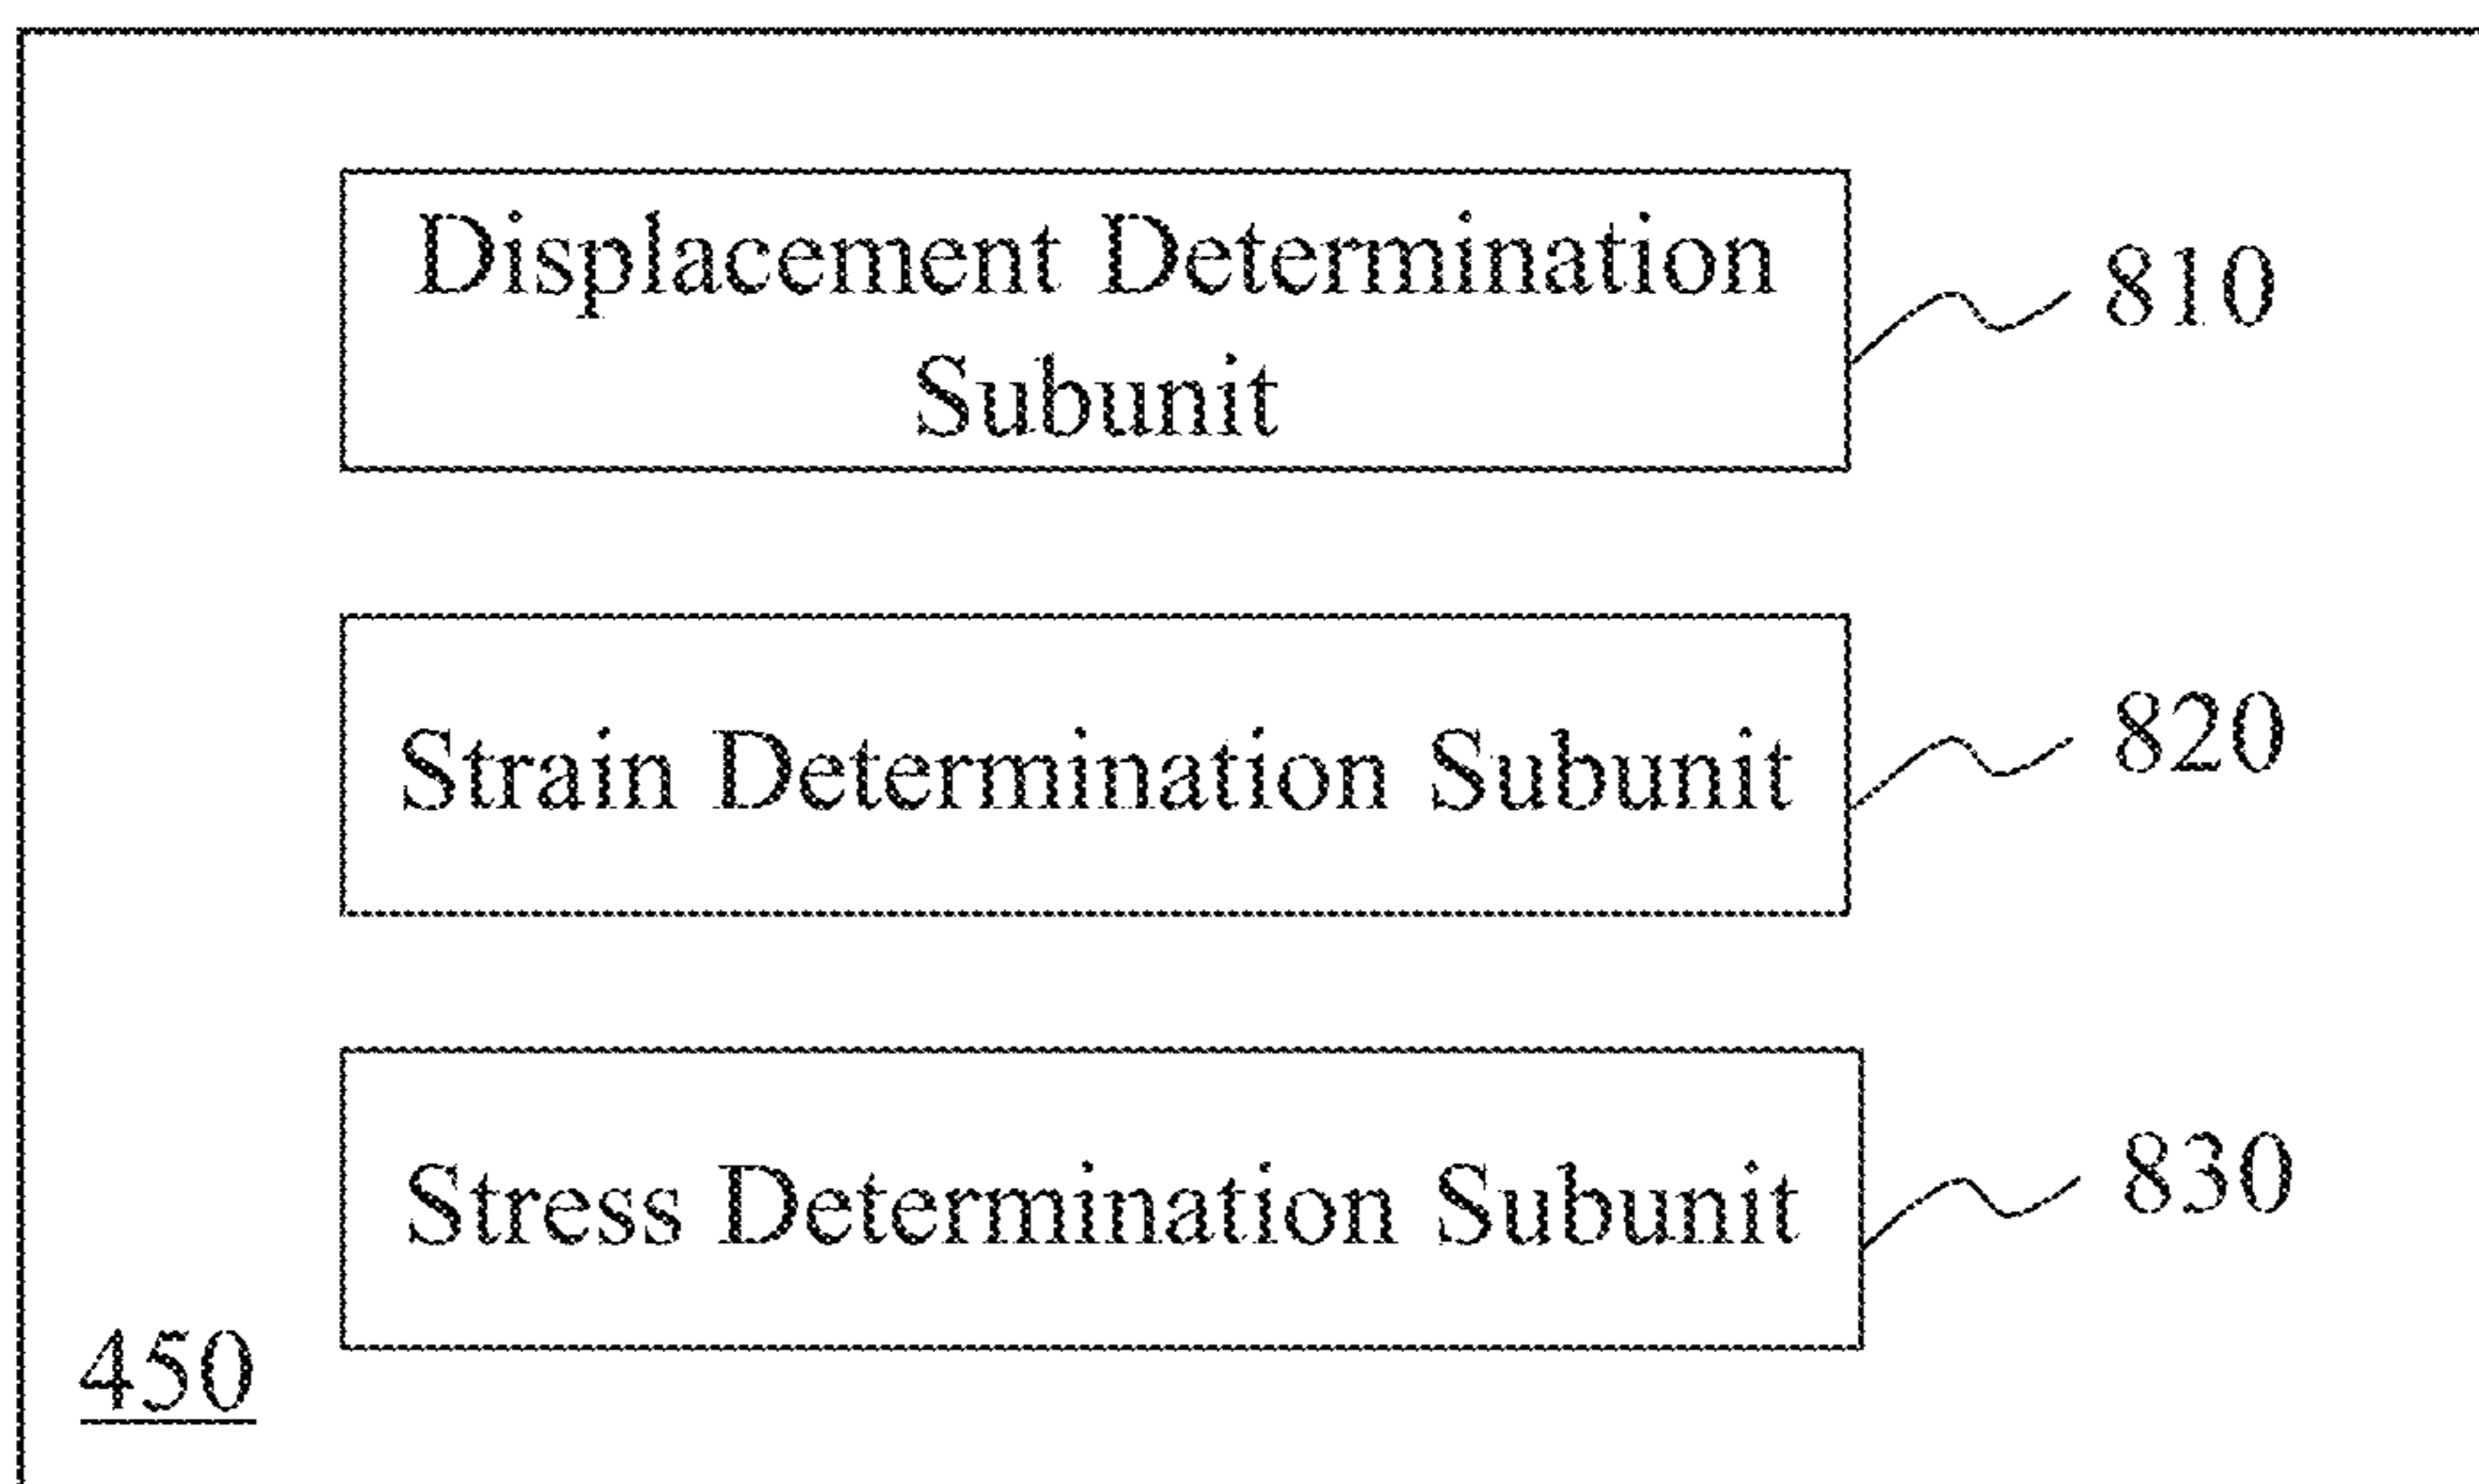 Displacement Determination
Subunit
810
Strain Determination Subunit
820
Stress Determination Subunit
830
450